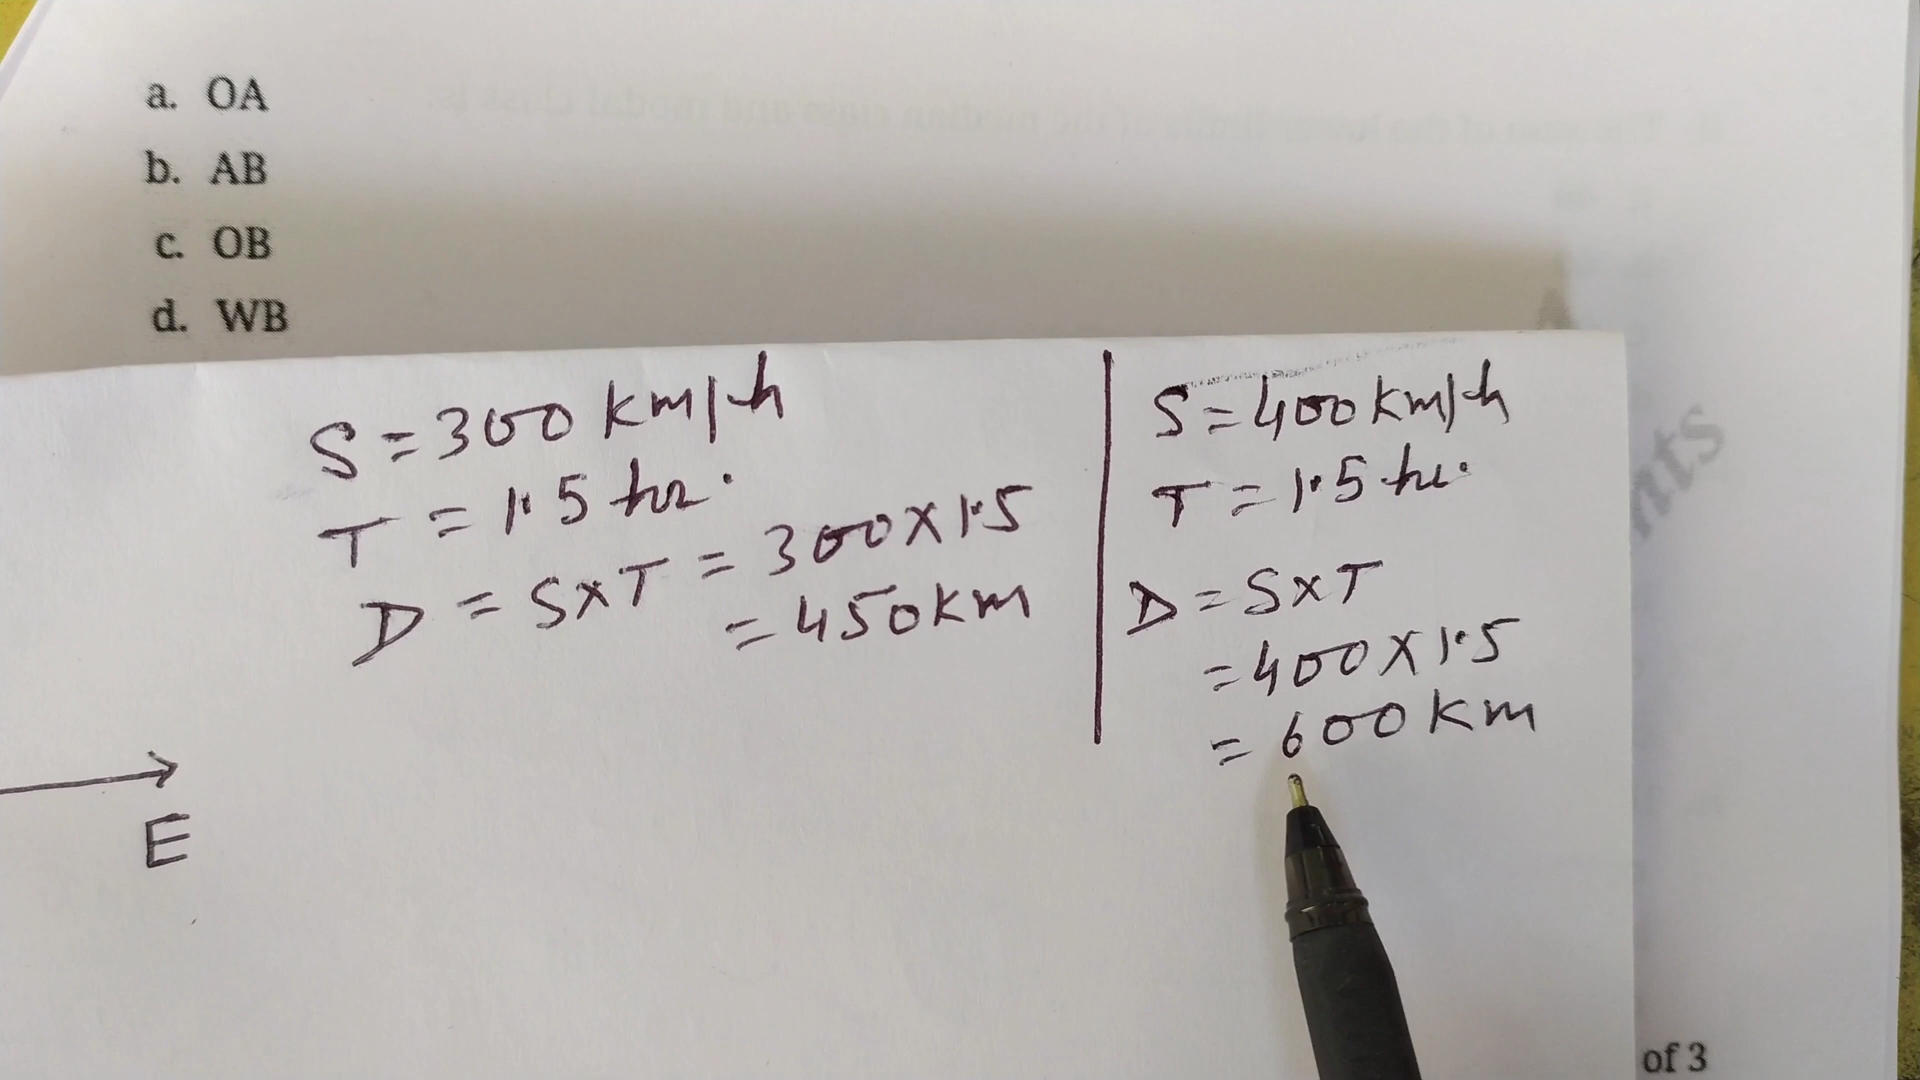 a. OA
b. AB
c. OB
d. WB
S = 300 km/h
T = 1.5 hr.
D = S×T = 300×1.5
= 450 km
S = 400 km/h
T = 1.5 hr.
D = S×T
= 400×1.5
= 600 km
E
of 3